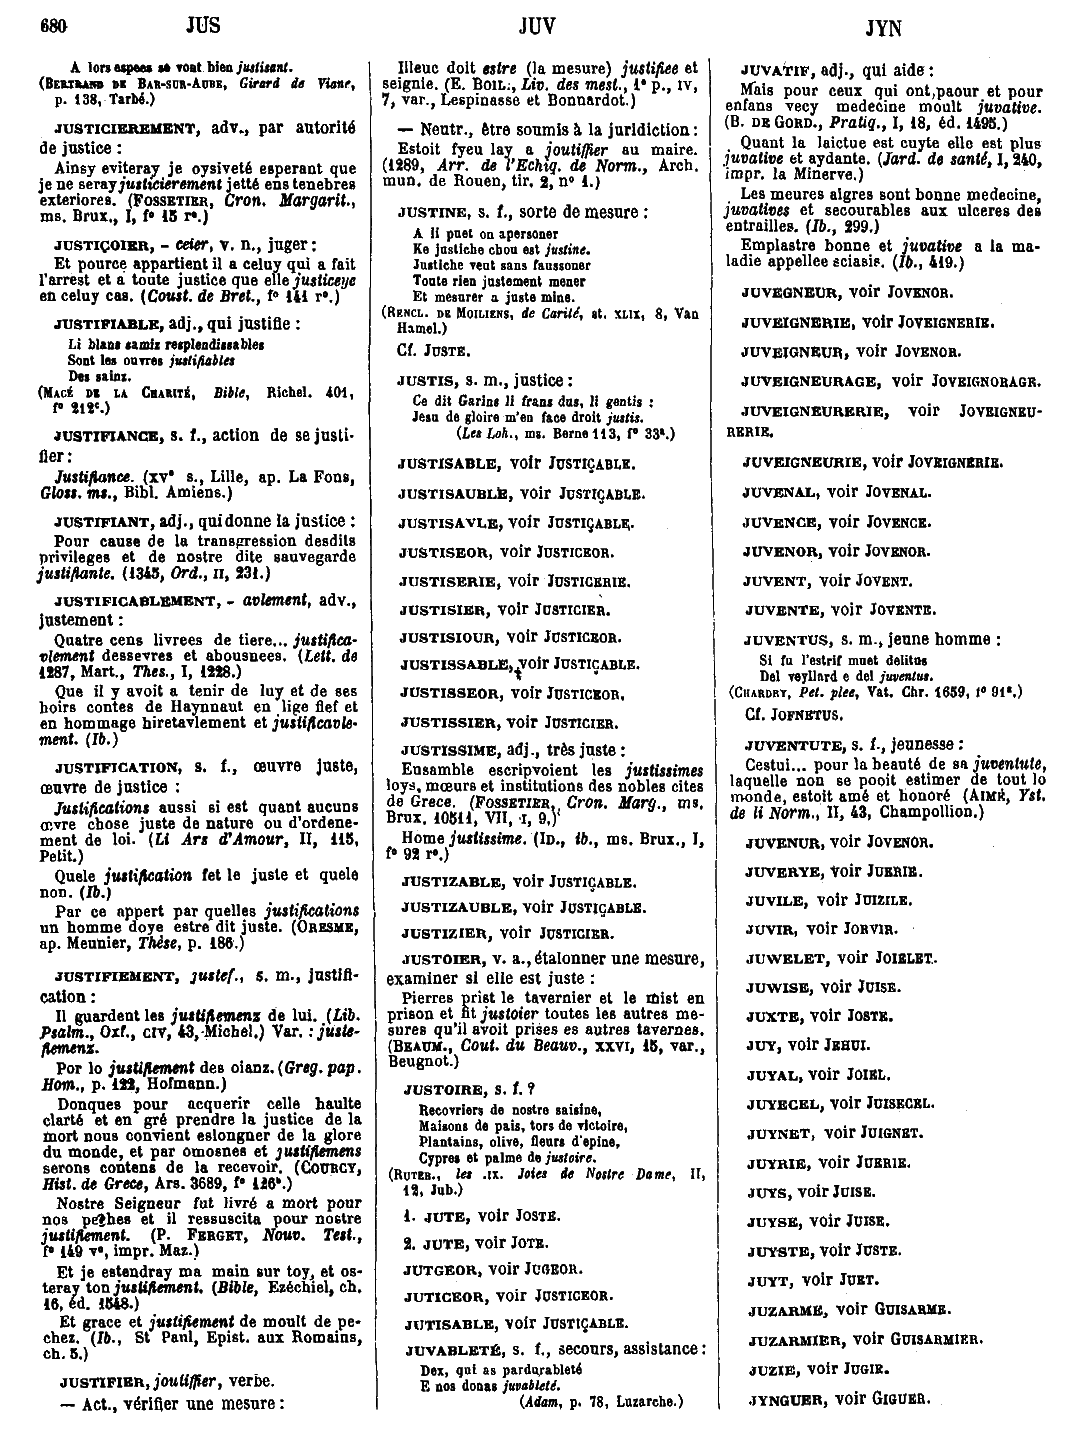 680 JUS JUV JYN
A lors espees se vont bien justisant.
(BERTRAND DE BAR-SUR-AUBE, Girard de Viane,
p. 138, Tarbé.)
JUSTICIEREMENT, adv., par autorité
de justice :
Ainsy eviteray je oysiveté esperant que
je ne seray justicierement jetté ens tenebres
exteriores. (FOSSETIER, Cron. Margarit.,
ms. Brux., I, f° 15 r°.)
JUSTIÇOIER, - ceier, v. n., juger :
Et pource appartient il a celuy qui a fait
l'arrest et a toute justice que elle justiceye
en celuy cas. (Coust. de Bret., f° 141 r°.)
JUSTIFIABLE, adj., qui justifie :
Li blans samiz resplendissables
Sont les ouvres justifiables
Des sainz.
(MACÉ DE LA CHARITÉ, Bible, Richel. 401,
f° 212c.)
JUSTIFIANCE, s. f., action de se justi-
fier :
Justifiance. (XVe s., Lille, ap. La Fons,
Gloss. ms., Bibl. Amiens.)
JUSTIFIANT, adj., qui donne la justice :
Pour cause de la transgression desdits
privileges et de nostre dite sauvegarde
justifiante. (1345, Ord., II, 231.)
JUSTIFICABLEMENT, - avlement, adv.,
justement :
Quatre cens livrees de tiere... justifica-
vlement dessevres et abousnees. (Lett. de
1287, Mart., Thes., I, 1228.)
Que il y avoit a tenir de luy et de ses
hoirs contes de Haynnaut en lige fief et
en hommage hiretavlement et justificavle-
ment. (Ib.)
JUSTIFICATION, s. f., œuvre juste,
œuvre de justice :
Justifications aussi si est quant aucuns
œvre chose juste de nature ou d'ordene-
ment de loi. (Li Ars d'Amour, II, 115,
Petit.)
Quele justification fet le juste et quele
non. (Ib.)
Par ce appert par quelles justifications
un homme doye estre dit juste. (ORESME,
ap. Meunier, Thèse, p. 186.)
JUSTIFIEMENT, justef., s. m., justifi-
cation :
Il guardent les justifiemenz de lui. (Lib.
Psalm., Oxf., CIV, 43, Michel.) Var. : juste-
fiemenz.
Por lo justifiement des oianz. (Greg. pap.
Hom., p. 122, Hofmann.)
Donques pour acquerir celle haulte
clarté et en gré prendre la justice de la
mort nous convient eslongner de la glore
du monde, et par omosnes et justifiemens
serons contens de la recevoir. (COURCY,
Hist. de Grece, Ars. 3689, f° 126b.)
Nostre Seigneur fut livré a mort pour
nos pechés et il ressuscita pour nostre
justifiement. (P. FERGET, Nouv. Test.,
f° 149 v°, impr. Maz.)
Et je estendray ma main sur toy, et os-
teray ton justifiement. (Bible, Ezéchiel, ch.
16, éd. 1548.)
Et grace et justifiement de moult de pe-
chez. (Ib., St Paul, Epist. aux Romains,
ch. 5.)
JUSTIFIER, joutiffier, verbe.
— Act., vérifier une mesure :
Illeuc doit estre (la mesure) justifiee et
seignie. (E. BOIL., Liv. des mest., 1e p., IV,
7, var., Lespinasse et Bonnardot.)
— Neutr., être soumis à la juridiction :
Estoit fyeu lay a joutiffier au maire.
(1289, Arr. de l'Echiq. de Norm., Arch.
mun. de Rouen, tir. 2, n° 1.)
JUSTINE, s. f., sorte de mesure :
A li puet on apersoner
Ke justiche chou est justine.
Justiche veut sans faussoner
Toute rien justement mener
Et mesurer a juste mine.
(RENCL. DE MOILIENS, de Carité, st. XLIX, 8, Van
Hamel.)
Cf. JUSTE.
JUSTIS, s. m., justice :
Ce dit Garins li frans dus, li gentis :
Jesu de gloire m'en face droit justis.
(Les Loh., ms. Berne 113, f° 33a.)
JUSTISABLE, voir JUSTIÇABLE.
JUSTISAUBLE, voir JUSTIÇABLE.
JUSTISAVLE, voir JUSTIÇABLE.
JUSTISEOR, voir JUSTICEOR.
JUSTISERIE, voir JUSTICERIE.
JUSTISIER, voir JUSTICIER.
JUSTISIOUR, voir JUSTICEOR.
JUSTISSABLE, voir JUSTIÇABLE.
JUSTISSEOR, voir JUSTICEOR.
JUSTISSIER, voir JUSTICIER.
JUSTISSIME, adj., très juste :
Ensamble escripvoient les justissimes
loys, mœurs et institutions des nobles cites
de Grece. (FOSSETIER, Cron. Marg., ms.
Brux. 10511, VII, I, 9.)
Home justissime. (ID., ib., ms. Brux., I,
f° 92 r°.)
JUSTIZABLE, voir JUSTIÇABLE.
JUSTIZAUBLE, voir JUSTIÇABLE.
JUSTIZIER, voir JUSTICIER.
JUSTOIER, v. a., étalonner une mesure,
examiner si elle est juste :
Pierres prist le tavernier et le mist en
prison et fit justoier toutes les autres me-
sures qu'il avoit prises es autres tavernes.
(BEAUM., Cout. du Beauv., XXVI, 15, var.,
Beugnot.)
JUSTOIRE, s. f. ?
Recovriers de nostre saisine,
Maisons de pais, tors de victoire,
Plantains, olive, fleurs d'epine,
Cypres et palme de justoire.
(RUTEB., les .IX. Joies de Nostre Dame, II,
12, Jub.)
1. JUTE, voir JOSTE.
2. JUTE, voir JOTE.
JUTGEOR, voir JUGEOR.
JUTICEOR, voir JUSTICEOR.
JUTISABLE, voir JUSTIÇABLE.
JUVABLETÉ, s. f., secours, assistance :
Dex, qui as pardurableté
E nos donas juvableté.
(Adam, p. 78, Luzarche.)
JUVATIF, adj., qui aide :
Mais pour ceux qui ont paour et pour
enfans vecy medecine moult juvative.
(B. DE GORD., Pratiq., I, 18, éd. 1495.)
Quant la laictue est cuyte elle est plus
juvative et aydante. (Jard. de santé, I, 240,
impr. la Minerve.)
Les meures aigres sont bonne medecine,
juvatives et secourables aux ulceres des
entrailles. (Ib., 299.)
Emplastre bonne et juvative a la ma-
ladie appellee sciasie. (Ib., 419.)
JUVEGNEUR, voir JOVENOR.
JUVEIGNERIE, voir JOVEIGNERIE.
JUVEIGNEUR, voir JOVENOR.
JUVEIGNEURAGE, voir JOVEIGNORAGE.
JUVEIGNEURERIE, voir JOVEIGNEU-
RERIE.
JUVEIGNEURIE, voir JOVEIGNERIE.
JUVENAL, voir JOVENAL.
JUVENCE, voir JOVENCE.
JUVENOR, voir JOVENOR.
JUVENT, voir JOVENT.
JUVENTE, voir JOVENTE.
JUVENTUS, s. m., jeune homme :
Si fu l'estrif muet delitus
Del veyllard e del juventus.
(CHARDRY, Pet. plee, Vat. Chr. 1659, f° 91a.)
Cf. JOFNETUS.
JUVENTUTE, s. f., jeunesse :
Cestui... pour la beauté de sa juventute,
laquelle non se pooit estimer de tout lo
monde, estoit amé et honoré (AIMÉ, Yst.
de li Norm., II, 43, Champollion.)
JUVENUR, voir JOVENOR.
JUVERYE, voir JUERIE.
JUVILE, voir JUIZILE.
JUVIR, voir JORVIR.
JUWELET, voir JOIELET.
JUWISE, voir JUISE.
JUXTE, voir JOSTE.
JUY, voir JEHUI.
JUYAL, voir JOIEL.
JUYECEL, voir JUISECEL.
JUYNET, voir JUIGNET.
JUYRIE, voir JUERIE.
JUYS, voir JUISE.
JUYSE, voir JUISE.
JUYSTE, voir JUSTE.
JUYT, voir JUET.
JUZARME, voir GUISARME.
JUZARMIER, voir GUISARMIER.
JUZIE, voir JUGIE.
JYNGUER, voir GIGUER.